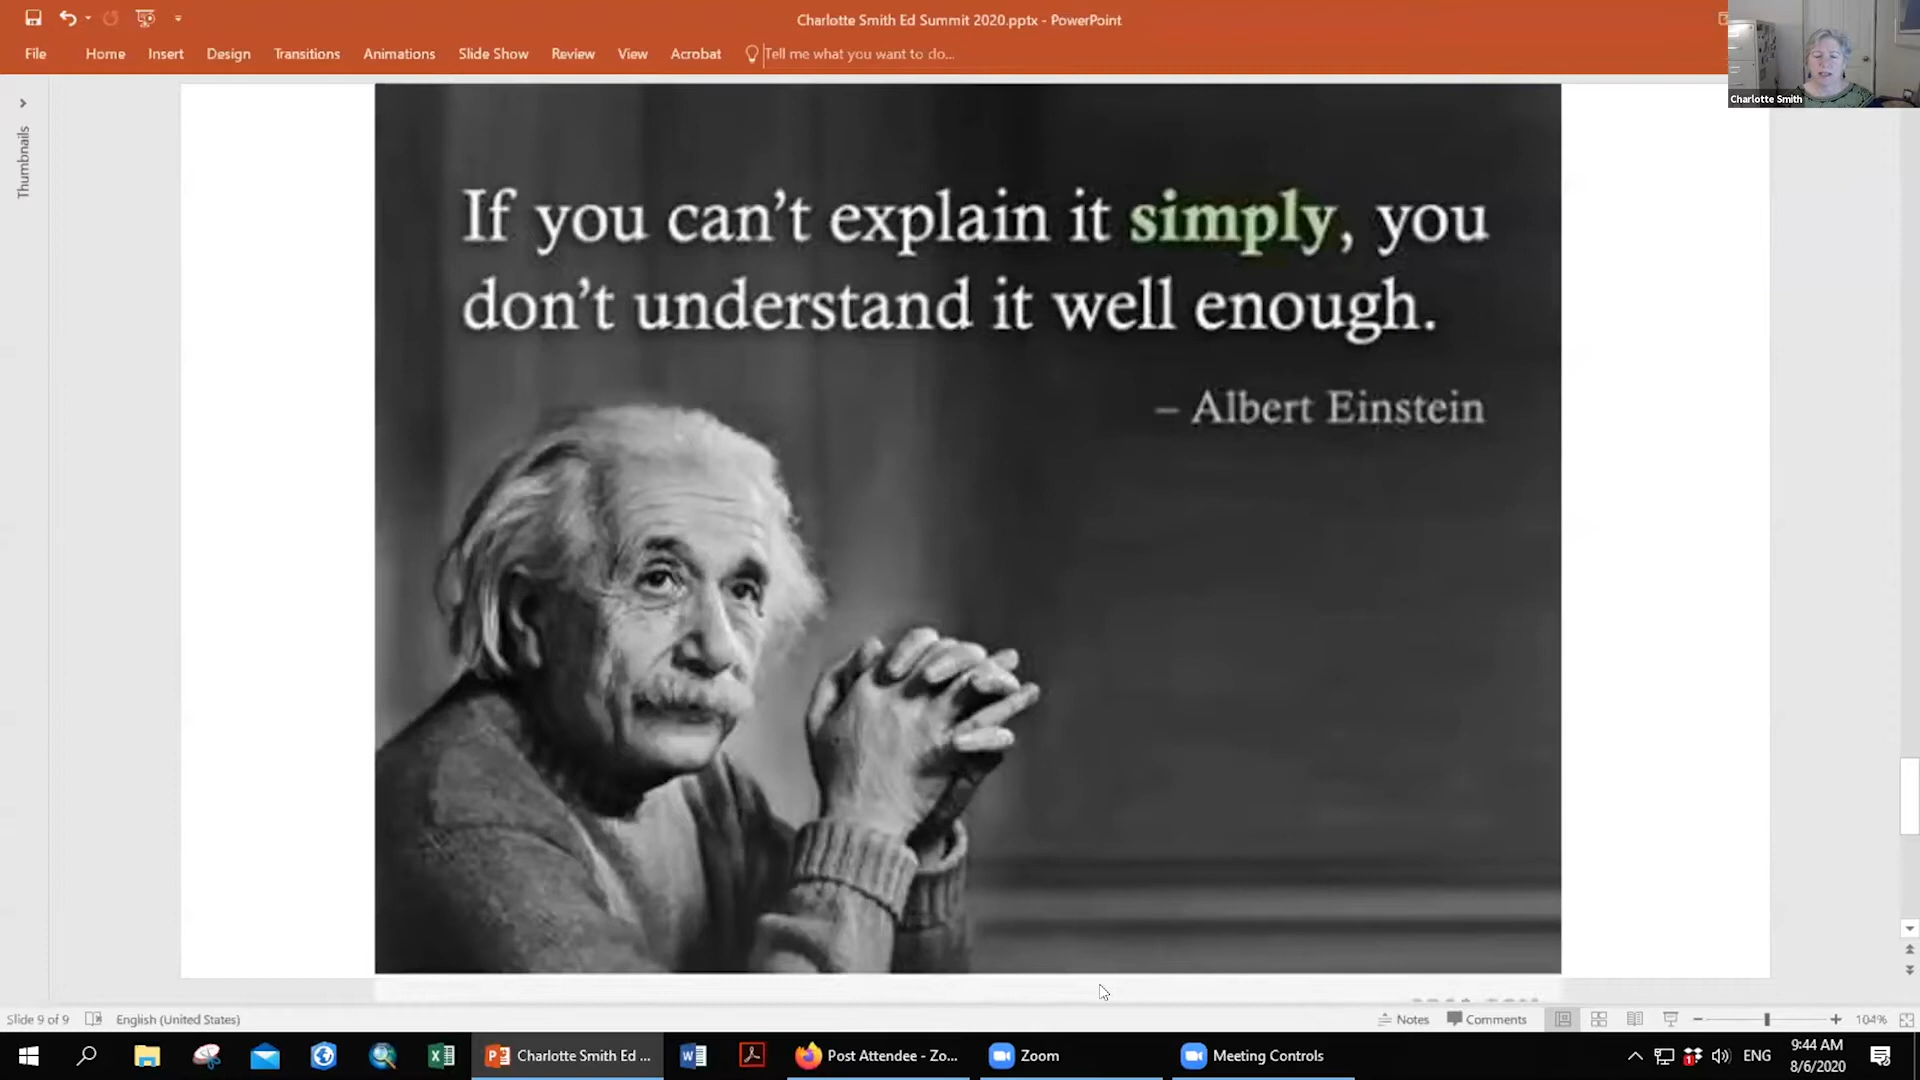 Charlotte Smith Ed Summit 2020.pptx - PowerPoint
File Home Insert Design Transitions Animations Slide Show Review View Acrobat Tell me what you want to do...
Charlotte Smith
Thumbnails
If you can't explain it simply, you
don't understand it well enough.
– Albert Einstein
Slide 9 of 9 English (United States) Notes Comments 104%
Charlotte Smith Ed ... Post Attendee - Zo... Zoom Meeting Controls ENG 9:44 AM
8/6/2020